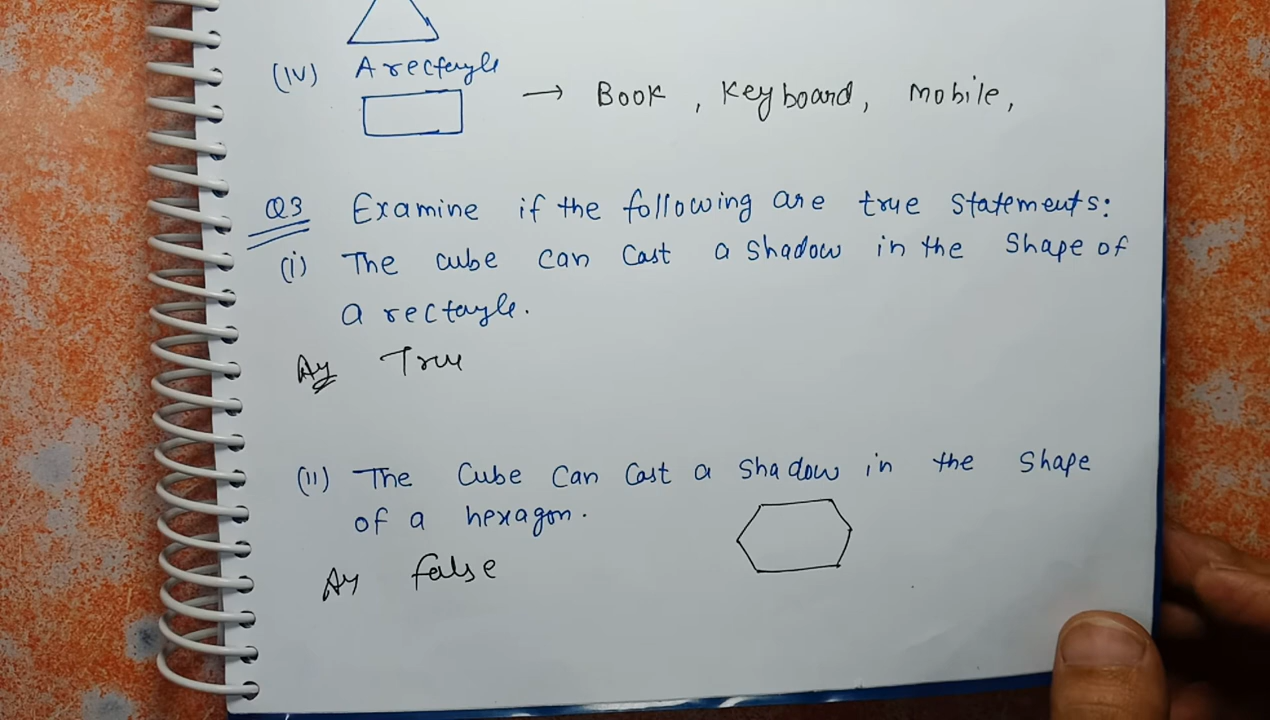 (iv) A rectangle
→ Book , Keyboard, mobile,
Q3 Examine if the following are true statements:
(i) The cube can cast a shadow in the shape of
a rectangle.
Ans True
(ii) The Cube can cast a shadow in the shape
of a hexagon.
Ans false